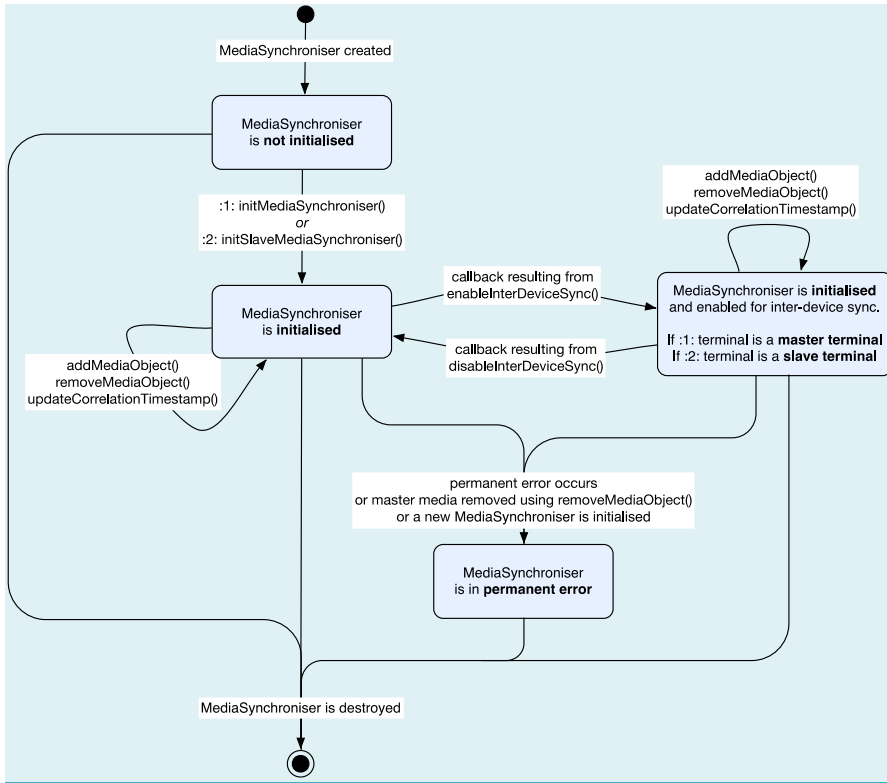 MediaSynchroniser created
MediaSynchroniser
is not initialised
:1: initMediaSynchroniser()
or
:2: initSlaveMediaSynchroniser()
addMediaObject()
removeMediaObject()
updateCorrelationTimestamp()
callback resulting from
enableInterDeviceSync()
MediaSynchroniser
is initialised
MediaSynchroniser is initialised
and enabled for inter-device sync.
If :1: terminal is a master terminal
If :2: terminal is a slave terminal
callback resulting from
disableInterDeviceSync()
addMediaObject()
removeMediaObject()
updateCorrelationTimestamp()
permanent error occurs
or master media removed using removeMediaObject()
or a new MediaSynchroniser is initialised
MediaSynchroniser
is in permanent error
MediaSynchroniser is destroyed